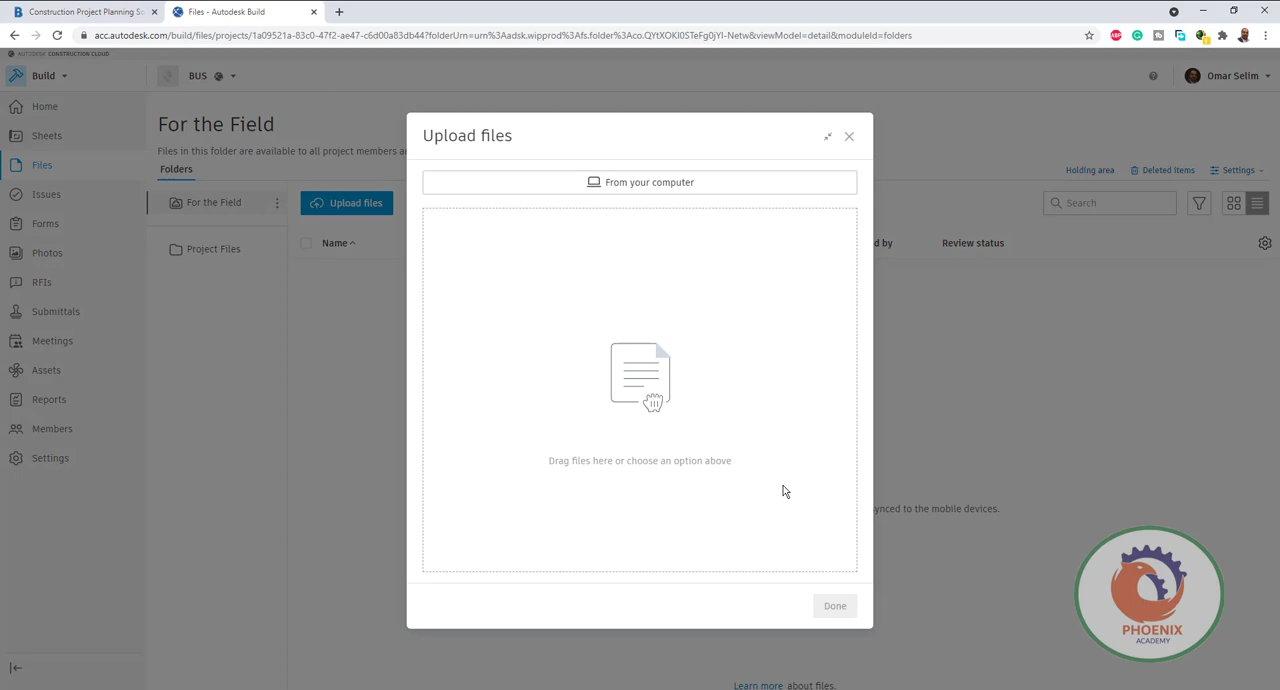 Construction Project Planning So
Files - Autodesk Build
acc.autodesk.com/build/files/projects/1a09521a-83c0-47f2-ae47-c6d00a83db44?folderUrn=urn%3Aadsk.wipprod%3Afs.folder%3Aco.QYtXOKl0STeFg0jYI-Netw&viewModel=detail&moduleId=folders
ABP
AUTODESK CONSTRUCTION CLOUD
Build
BUS
Omar Selim
Home
Sheets
Files
Issues
Forms
Photos
RFIs
Submittals
Meetings
Assets
Reports
Members
Settings
For the Field
Files in this folder are available to all project members a
Folders
Holding area
Deleted items
Settings
For the Field
Project Files
Upload files
Search
Name
d by
Review status
Upload files
From your computer
Drag files here or choose an option above
Done
synced to the mobile devices.
Learn more about files.
PHOENIX
ACADEMY